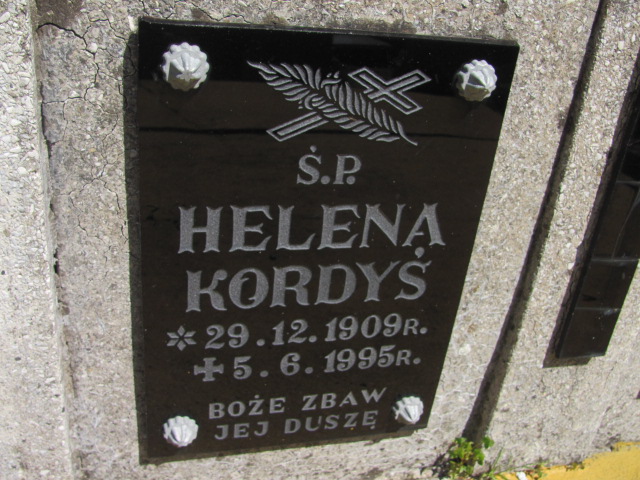 Ś.P.
HELENA
KORDYŚ
* 29.12.1909R.
+ 5.6.1995R.
BOŻE ZBAW
JEJ DUSZĘ